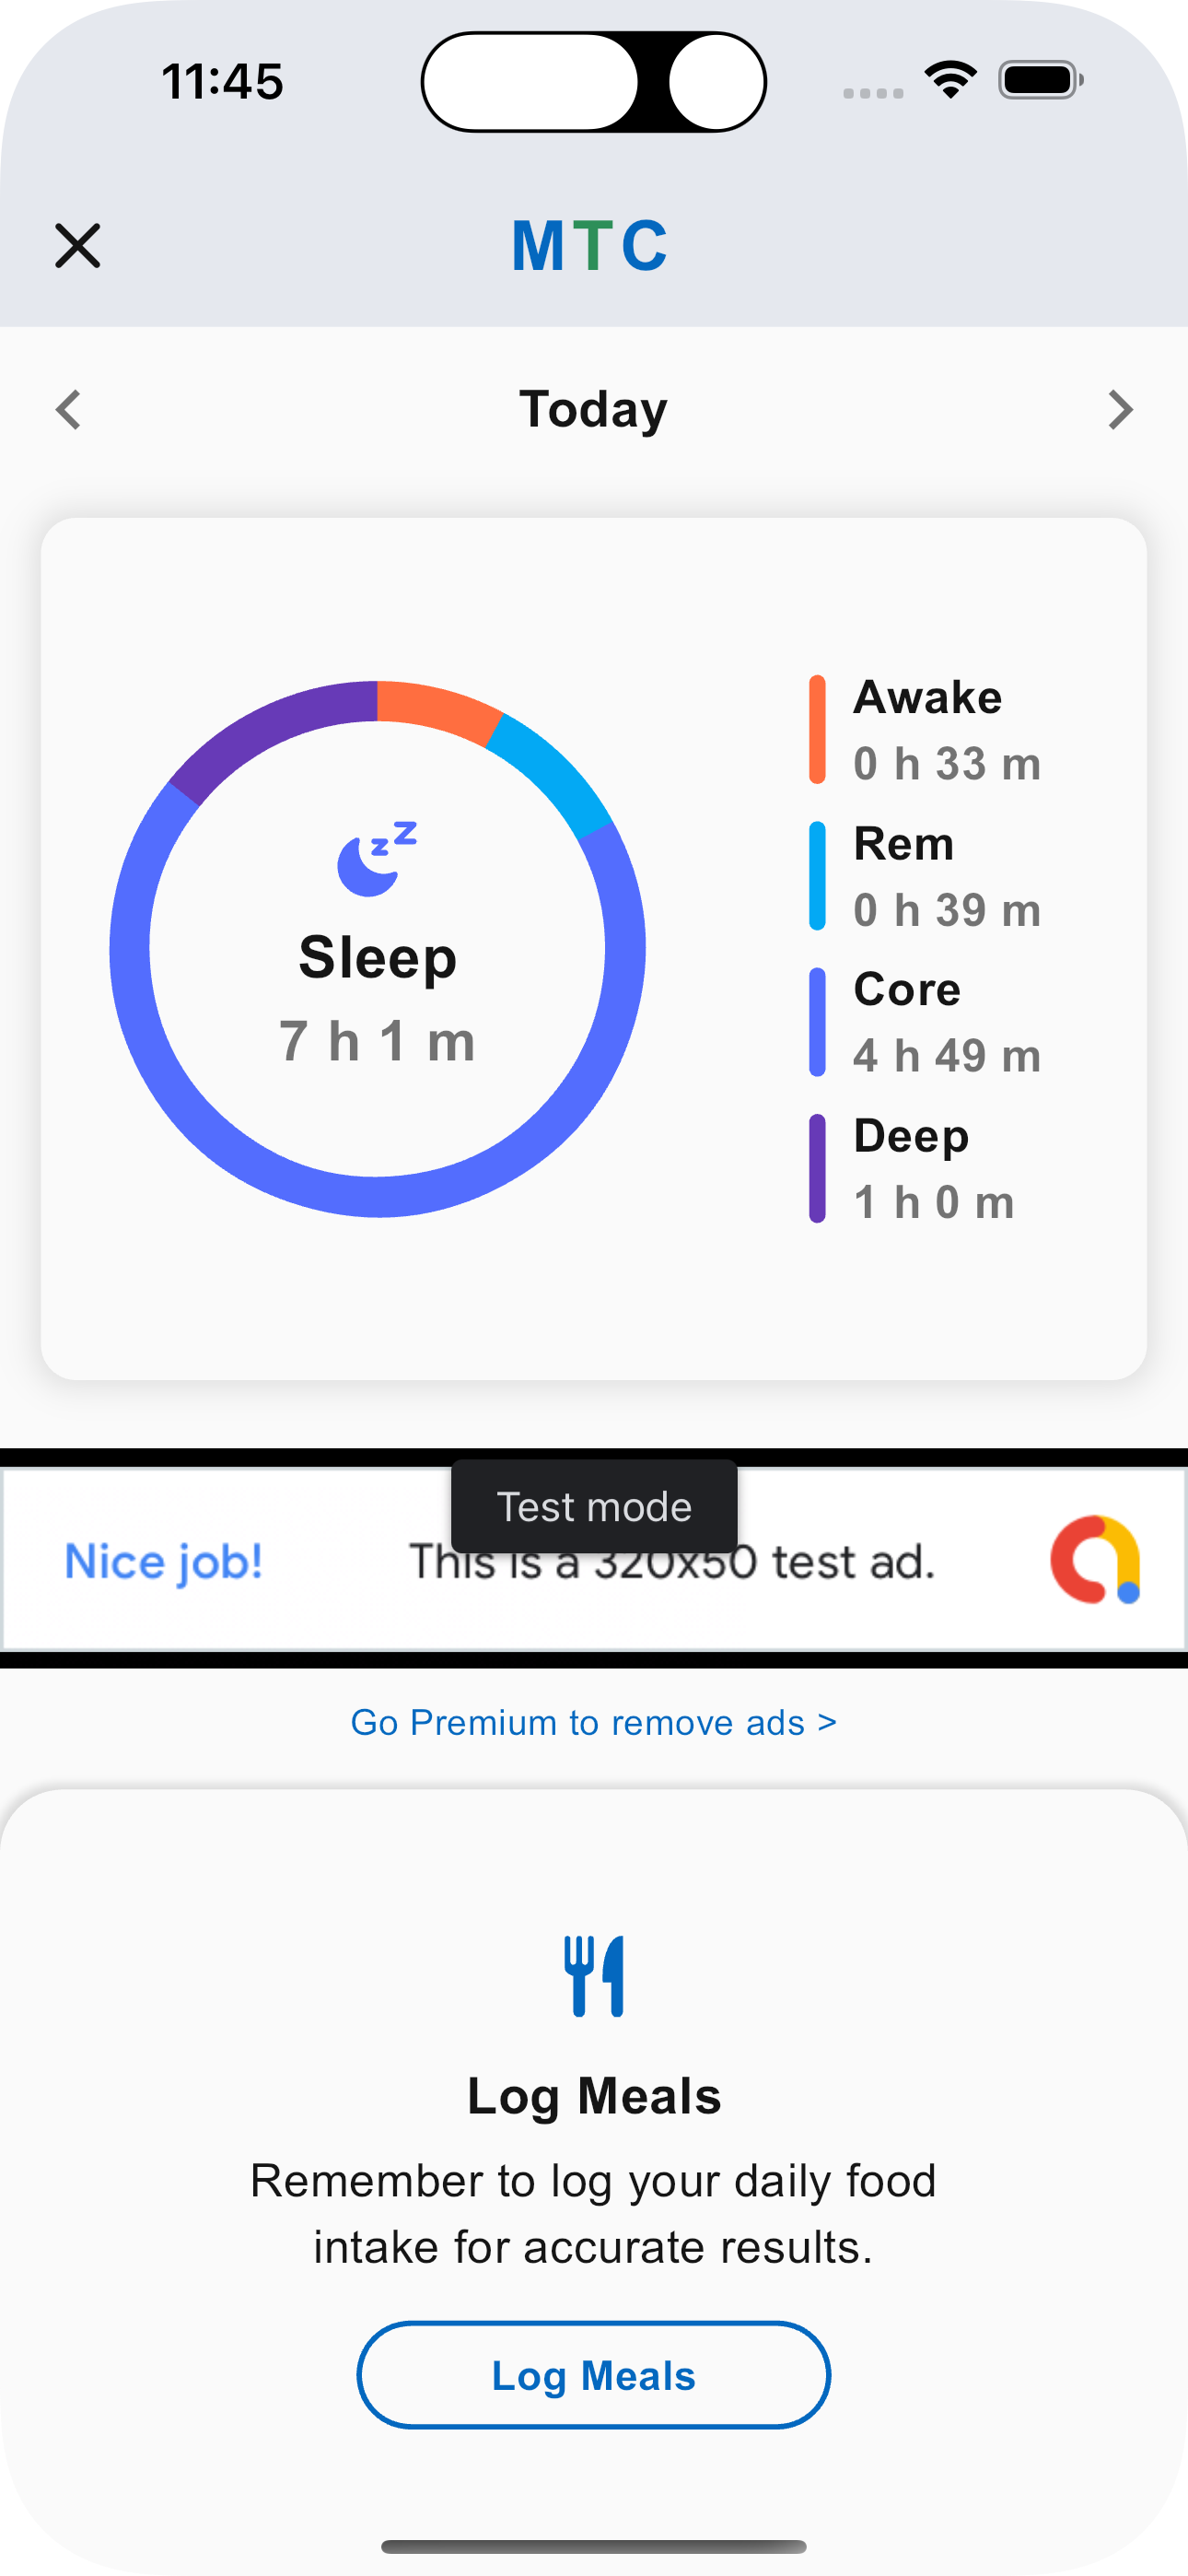 11:45
MTC
Today
Sleep
7 h 1 m
Awake
0 h 33 m
Rem
0 h 39 m
Core
4 h 49 m
Deep
1 h 0 m
Test mode
Nice job!
This is a 320x50 test ad.
Go Premium to remove ads >
Log Meals
Remember to log your daily food
intake for accurate results.
Log Meals